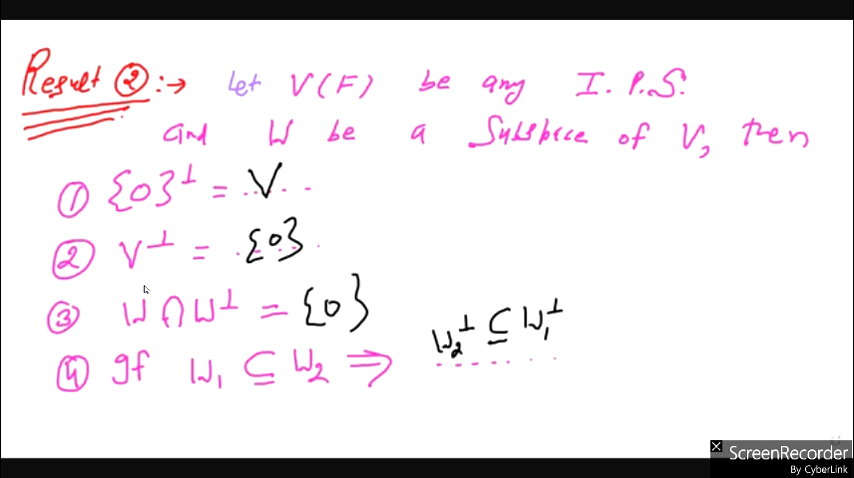 Result ② :→ Let V(F) be any I.P.S.
and W be a Subspace of V, then
① {0}^⊥ = V
② V^⊥ = {0}
③ W ∩ W^⊥ = {0}
④ If W₁ ⊆ W₂ ⇒ W₂^⊥ ⊆ W₁^⊥
ScreenRecorder
By CyberLink